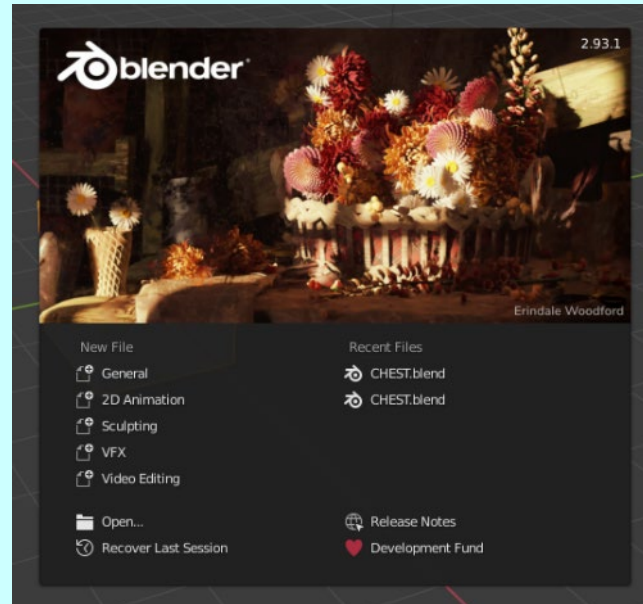 blender
2.93.1
Erindale Woodford
New File
General
2D Animation
Sculpting
VFX
Video Editing
Open...
Recover Last Session
Recent Files
CHEST.blend
CHEST.blend
Release Notes
Development Fund